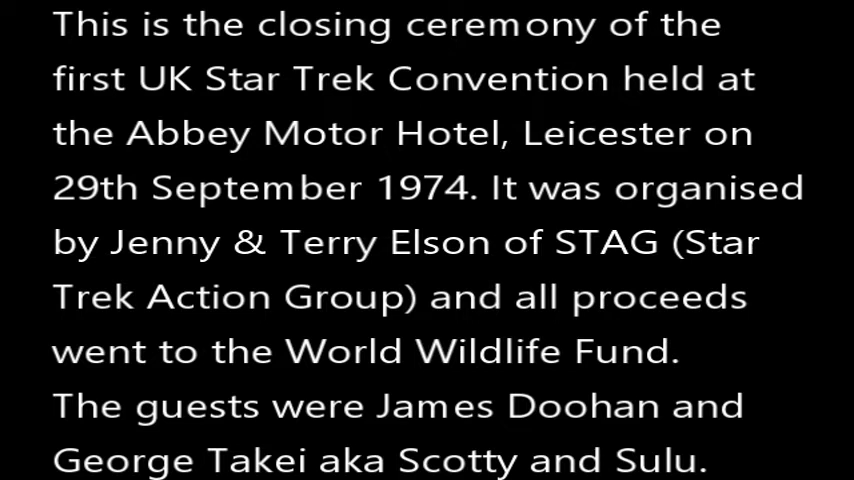 This is the closing ceremony of the
first UK Star Trek Convention held at
the Abbey Motor Hotel, Leicester on
29th September 1974. It was organised
by Jenny & Terry Elson of STAG (Star
Trek Action Group) and all proceeds
went to the World Wildlife Fund.
The guests were James Doohan and
George Takei aka Scotty and Sulu.